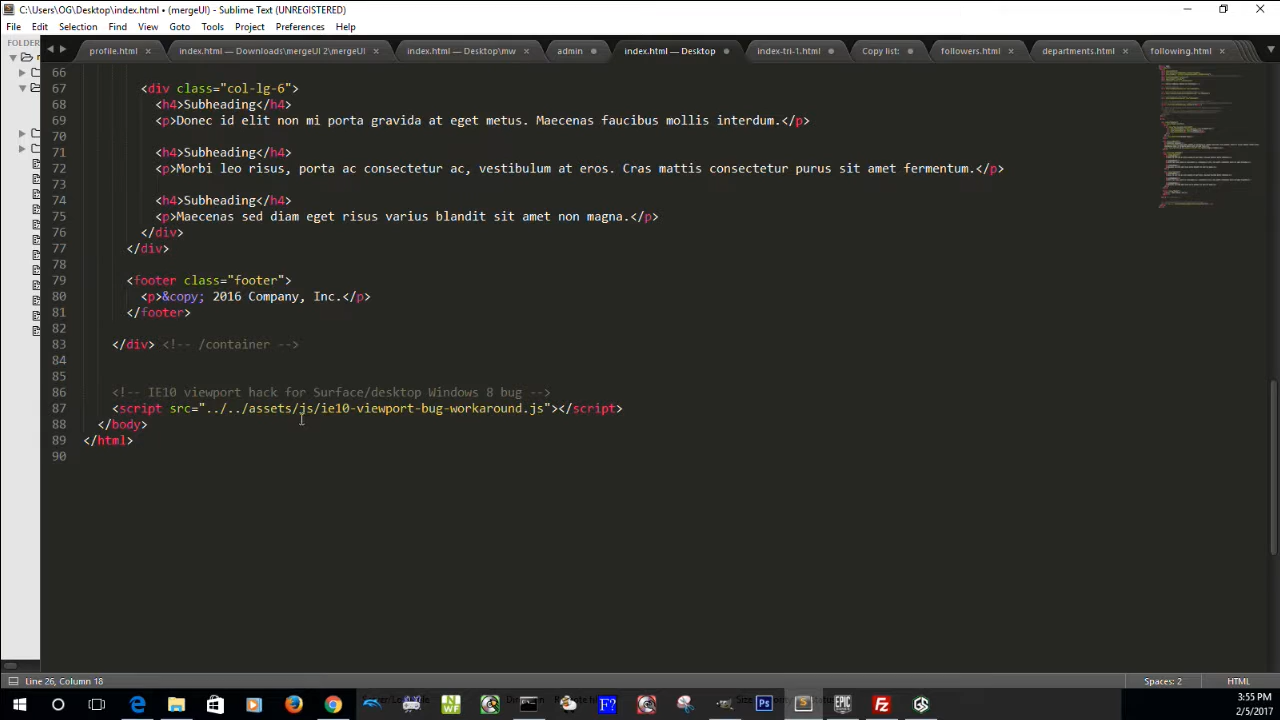 C:\Users\OG\Desktop\index.html • (mergeUI) - Sublime Text (UNREGISTERED)
File Edit Selection Find View Goto Tools Project Preferences Help
FOLDER
profile.html index.html — Downloads\mergeUI 2\mergeUI index.html — Desktop\mw admin index.html — Desktop index-tri-1.html Copy list: followers.html departments.html following.html
66
67 <div class="col-lg-6">
68 <h4>Subheading</h4>
69 <p>Donec id elit non mi porta gravida at eget metus. Maecenas faucibus mollis interdum.</p>
70
71 <h4>Subheading</h4>
72 <p>Morbi leo risus, porta ac consectetur ac, vestibulum at eros. Cras mattis consectetur purus sit amet fermentum.</p>
73
74 <h4>Subheading</h4>
75 <p>Maecenas sed diam eget risus varius blandit sit amet non magna.</p>
76 </div>
77 </div>
78
79 <footer class="footer">
80 <p>&copy; 2016 Company, Inc.</p>
81 </footer>
82
83 </div> <!-- /container -->
84
85
86 <!-- IE10 viewport hack for Surface/desktop Windows 8 bug -->
87 <script src="../../assets/js/ie10-viewport-bug-workaround.js"></script>
88 </body>
89 </html>
90
Line 26, Column 18 Spaces: 2 HTML
NWF F? Ps S EPIC Fz GS
3:55 PM
2/5/2017